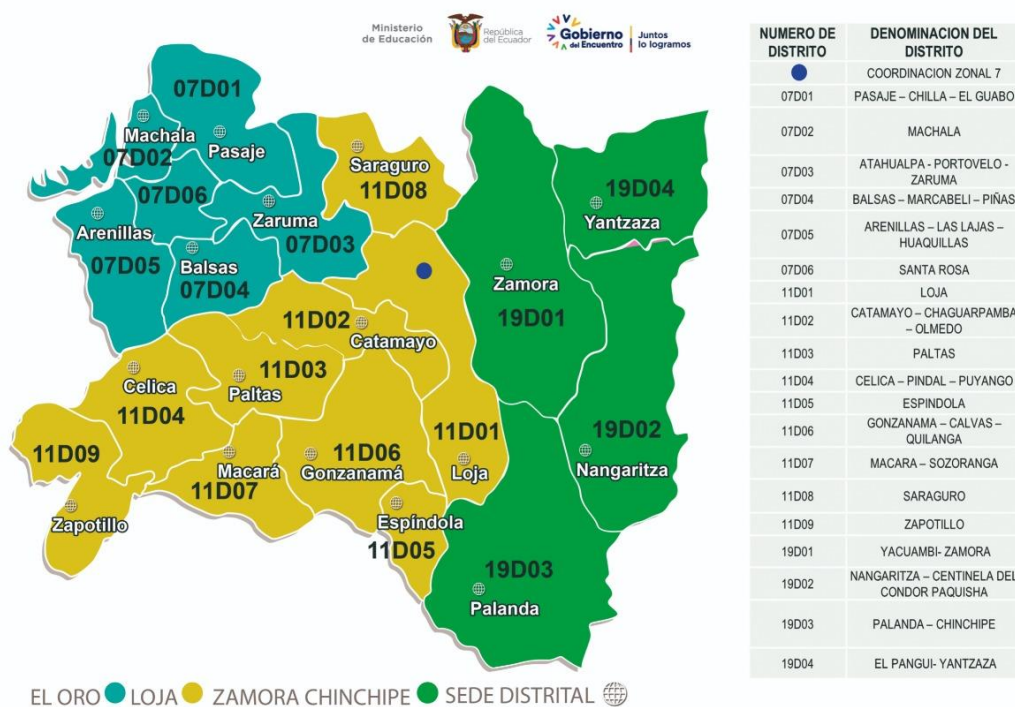 Ministerio
de Educación
República
del Ecuador
Gobierno
del Encuentro
Juntos
lo logramos
07D01
Machala
07D02
Pasaje
Saraguro
11D08
07D06
Zaruma
19D04
Yantzaza
Arenillas
07D03
07D05
Balsas
07D04
Zamora
19D01
11D02
Catamayo
Celica
11D03
Paltas
11D04
11D01
19D02
11D09
11D06
Macará
Gonzanamá
Loja
Nangaritza
11D07
Zapotillo
Espíndola
11D05
19D03
Palanda
EL ORO LOJA ZAMORA CHINCHIPE SEDE DISTRITAL
NUMERO DE DISTRITO DENOMINACION DEL DISTRITO
COORDINACION ZONAL 7
07D01 PASAJE – CHILLA – EL GUABO
07D02 MACHALA
07D03 ATAHUALPA - PORTOVELO - ZARUMA
07D04 BALSAS – MARCABELI – PIÑAS
07D05 ARENILLAS – LAS LAJAS – HUAQUILLAS
07D06 SANTA ROSA
11D01 LOJA
11D02 CATAMAYO – CHAGUARPAMBA – OLMEDO
11D03 PALTAS
11D04 CELICA – PINDAL – PUYANGO
11D05 ESPINDOLA
11D06 GONZANAMA – CALVAS – QUILANGA
11D07 MACARA – SOZORANGA
11D08 SARAGURO
11D09 ZAPOTILLO
19D01 YACUAMBI- ZAMORA
19D02 NANGARITZA – CENTINELA DEL CONDOR PAQUISHA
19D03 PALANDA – CHINCHIPE
19D04 EL PANGUI- YANTZAZA